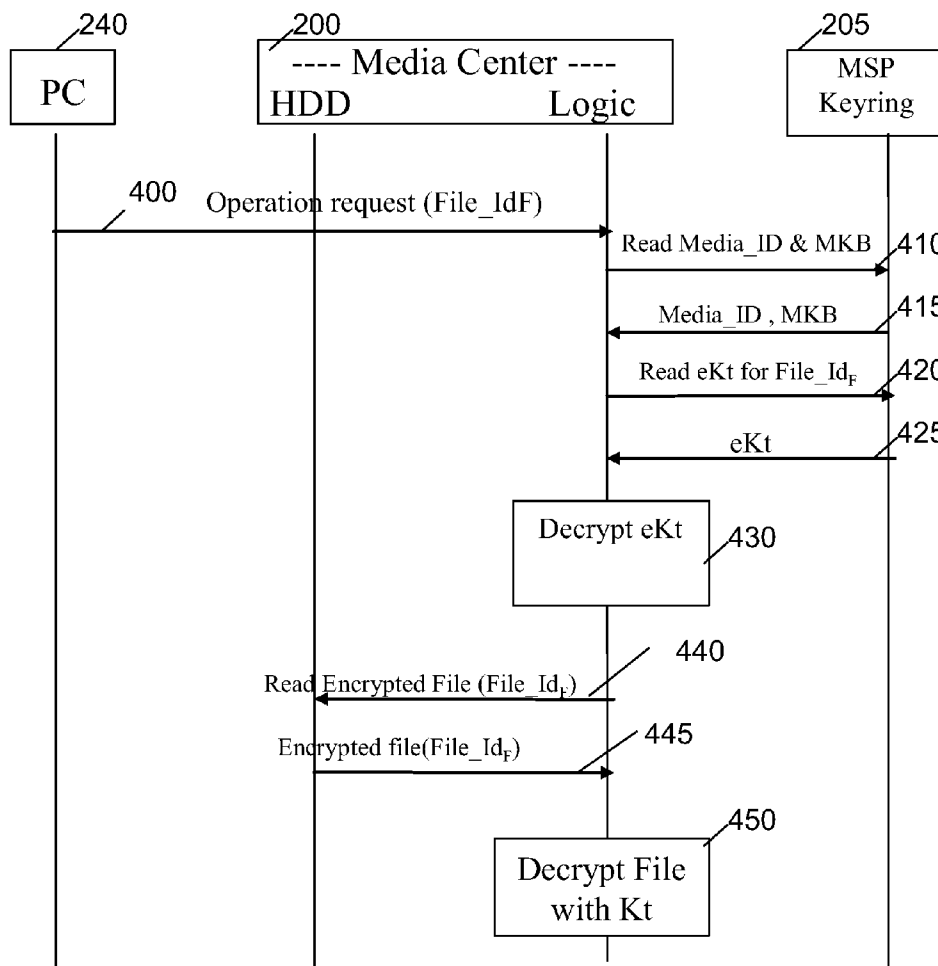 240
200
205
PC
---- Media Center ----
HDD Logic
MSP
Keyring
400
Operation request (File_IdF)
Read Media_ID & MKB
410
Media_ID , MKB
415
Read eKt for File_IdF
420
eKt
425
Decrypt eKt
430
440
Read Encrypted File (File_IdF)
Encrypted file(File_IdF)
445
450
Decrypt File
with Kt